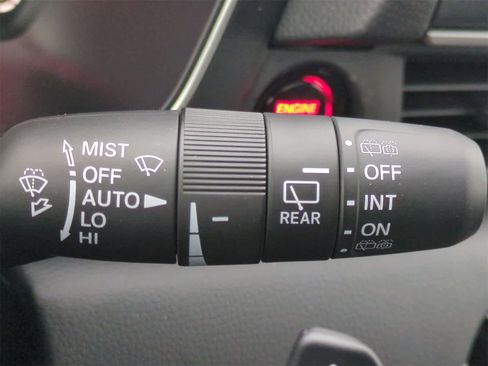 ENGINE
MIST
OFF
AUTO
LO
HI
REAR
OFF
INT
ON